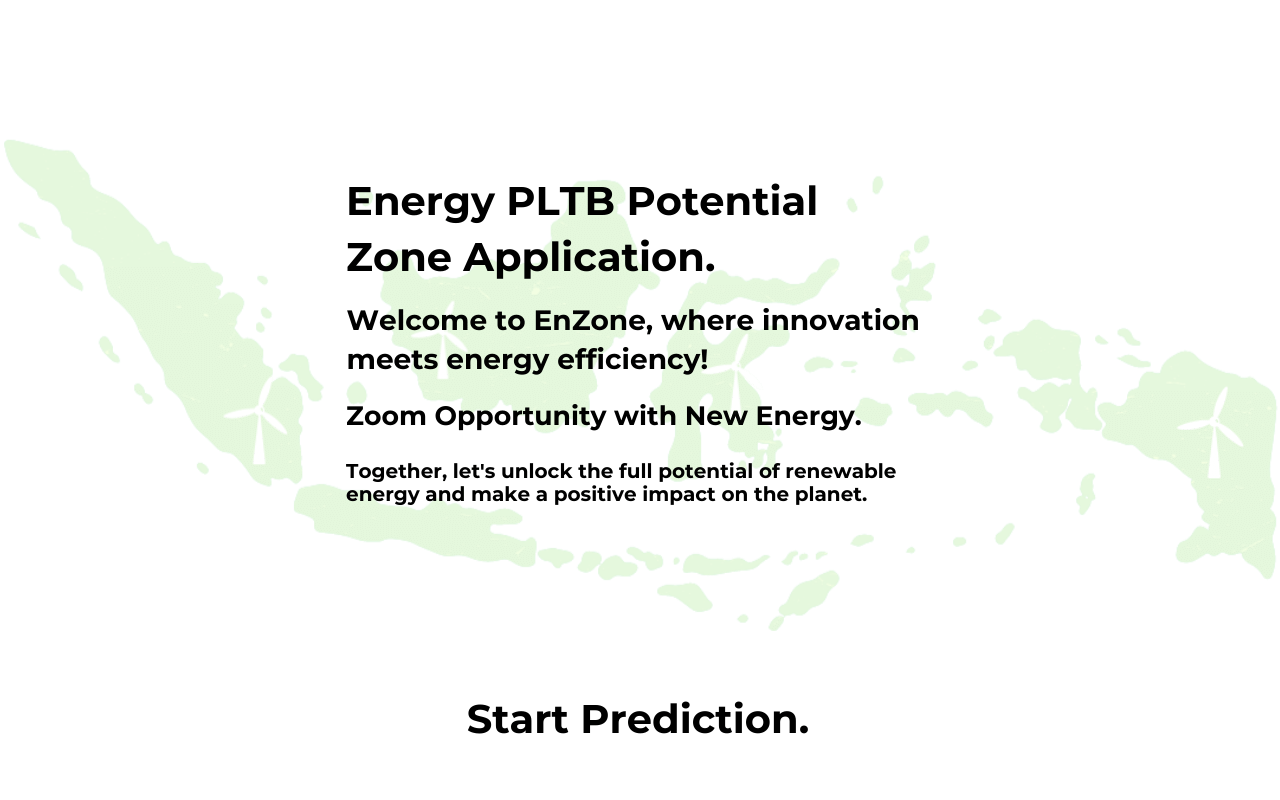 Energy PLTB Potential
Zone Application.
Welcome to EnZone, where innovation
meets energy efficiency!
Zoom Opportunity with New Energy.
Together, let's unlock the full potential of renewable
energy and make a positive impact on the planet.
Start Prediction.